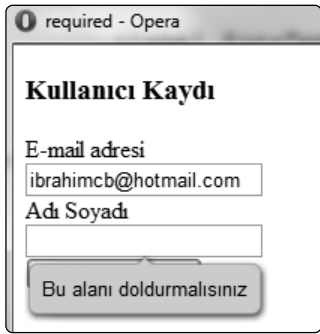 required - Opera
Kullanıcı Kaydı
E-mail adresi
ibrahimcb@hotmail.com
Adı Soyadı
Bu alanı doldurmalısınız